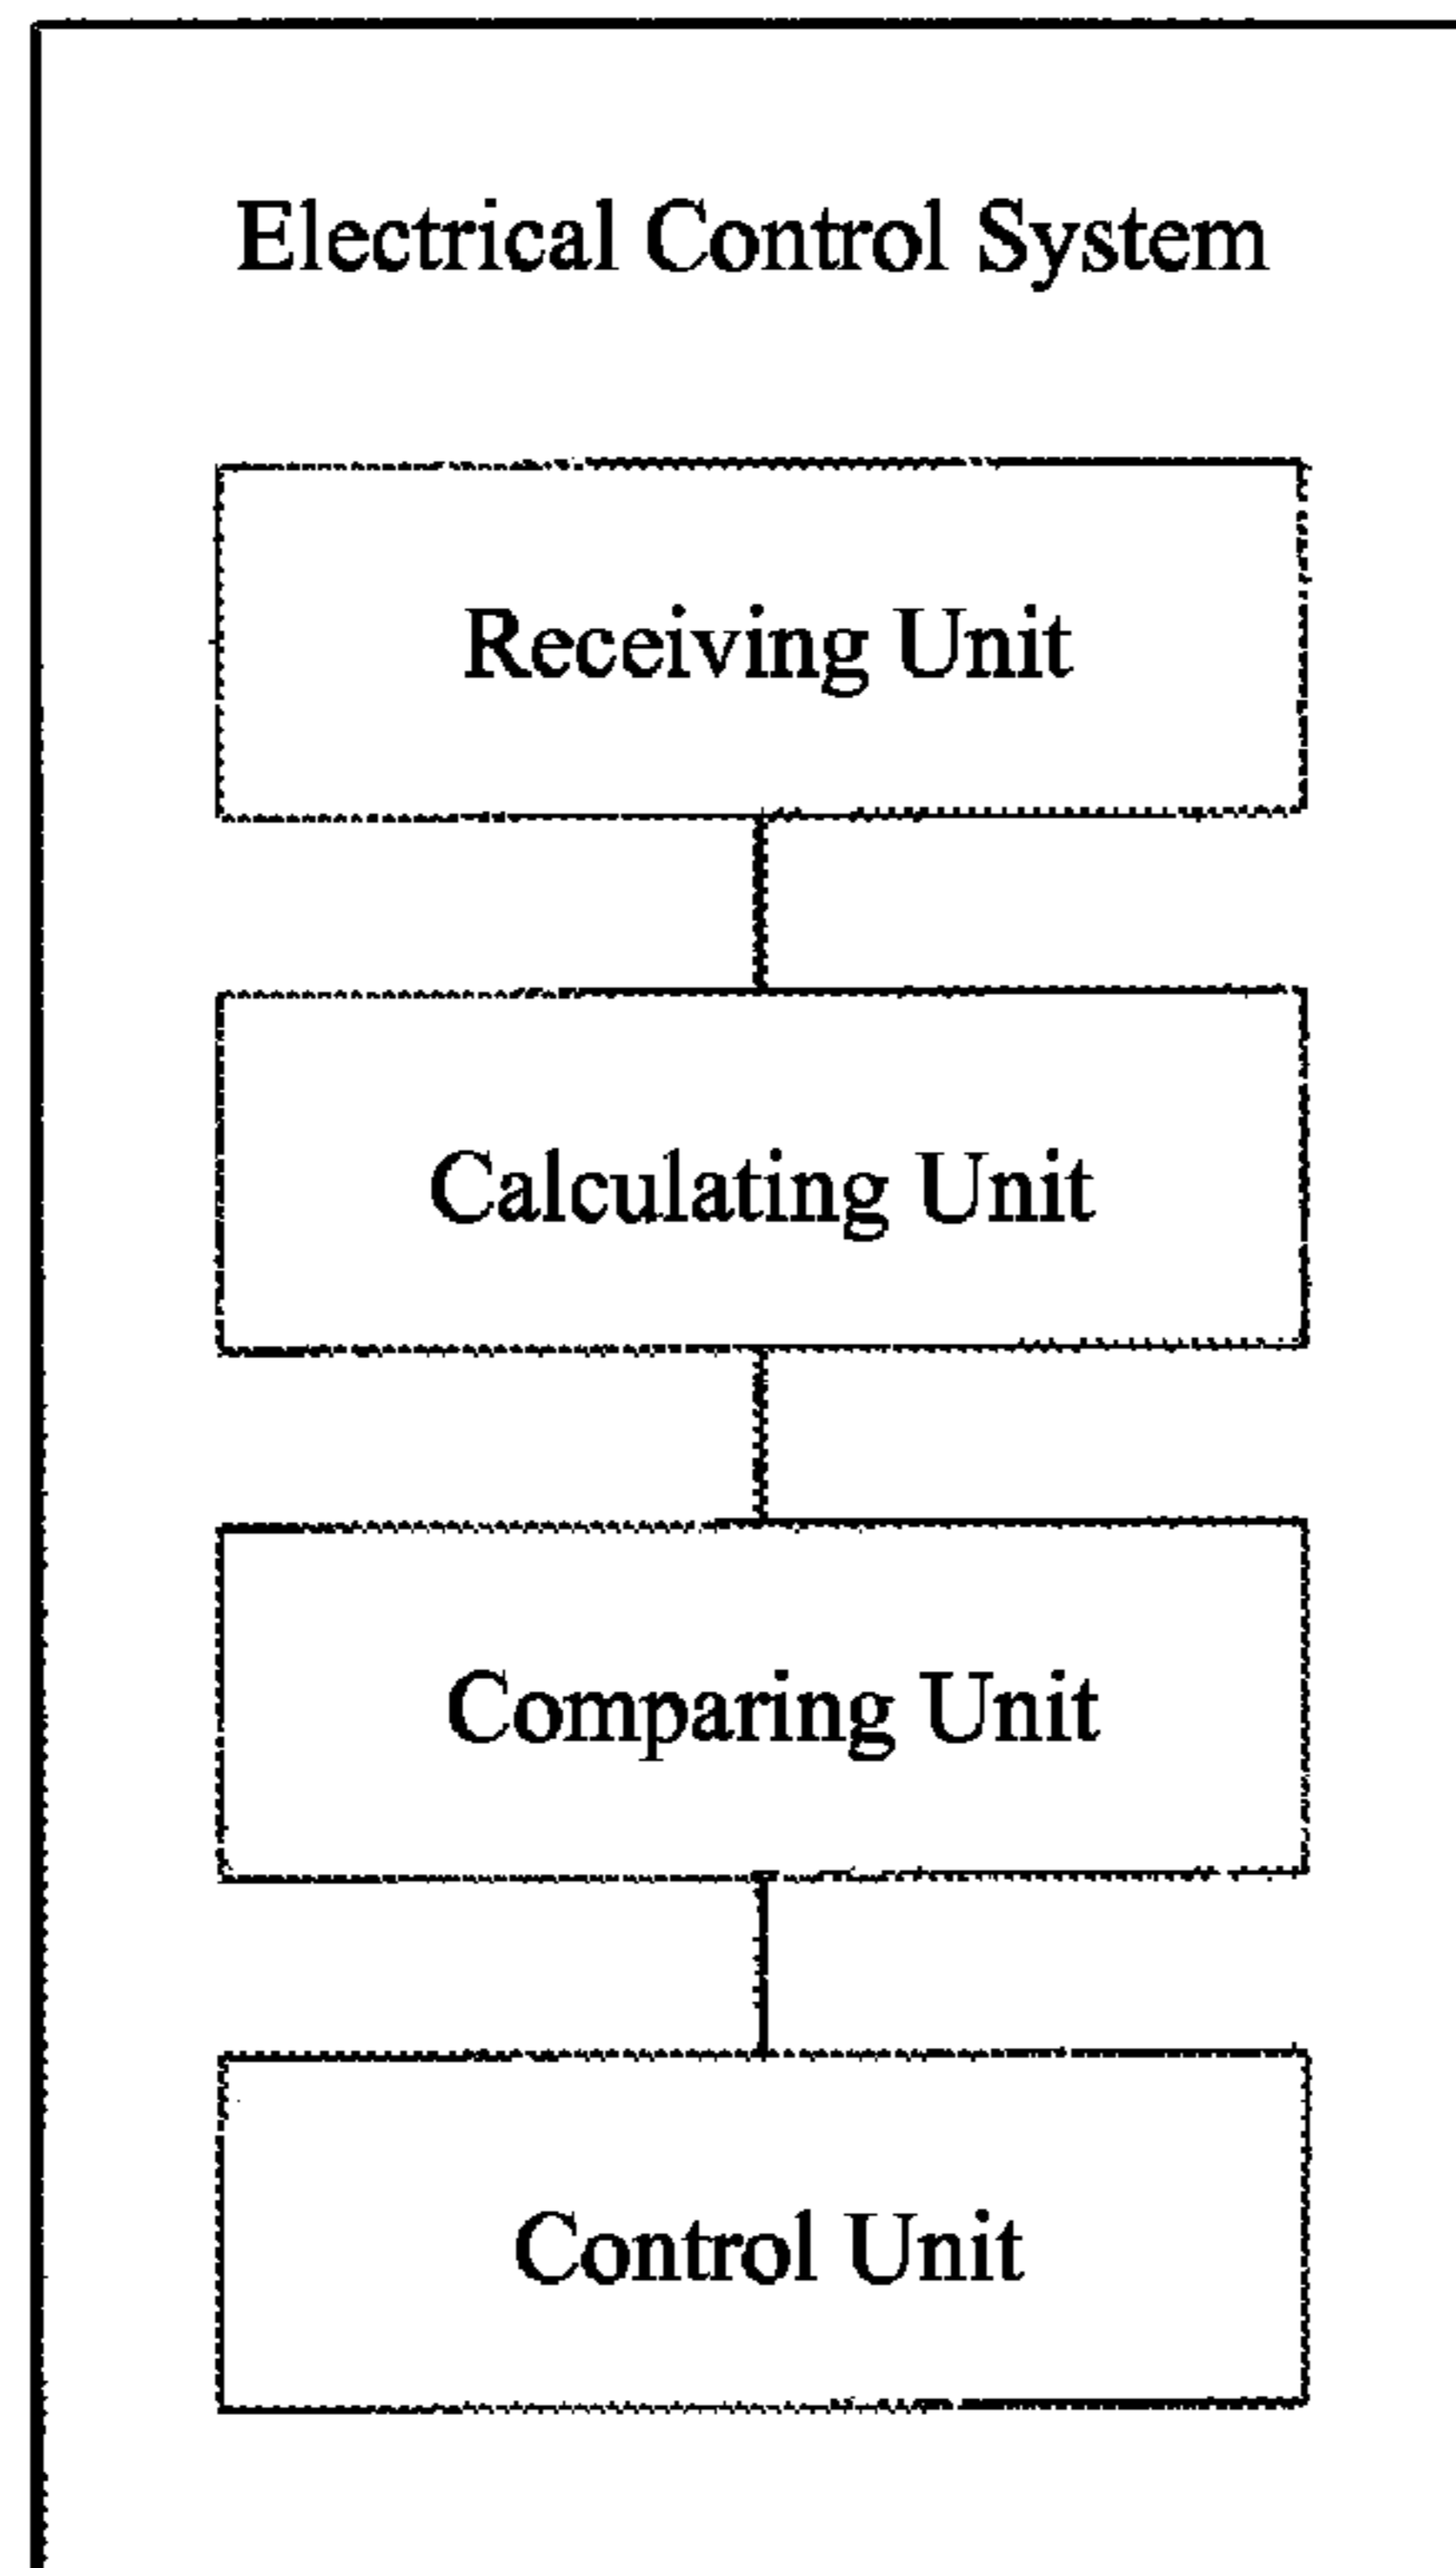 Electrical Control System
Receiving Unit
Calculating Unit
Comparing Unit
Control Unit